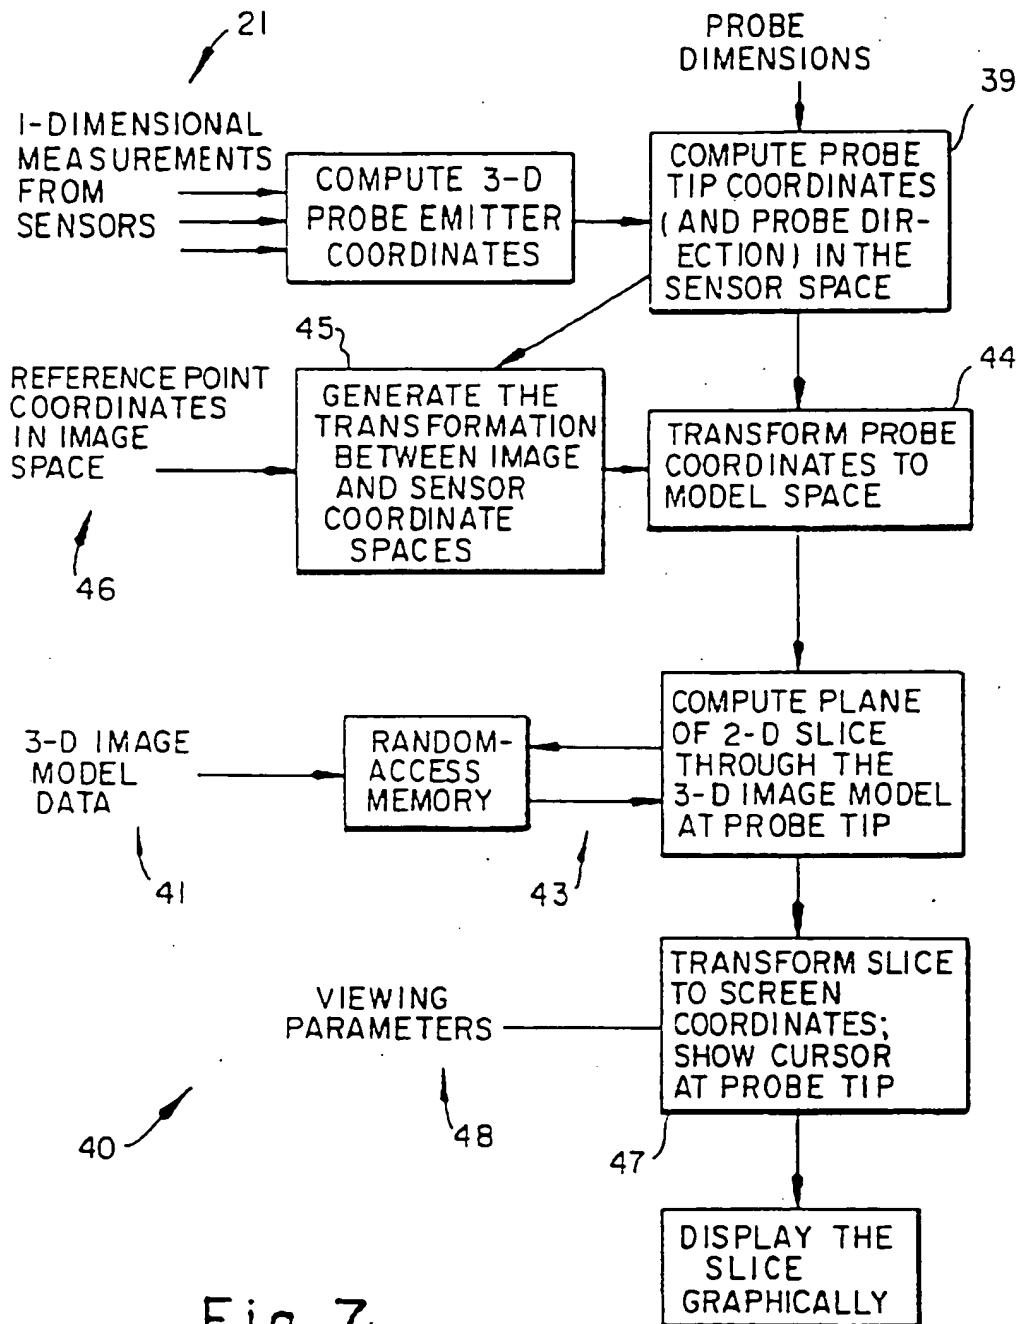 21
PROBE
DIMENSIONS
39
1-DIMENSIONAL
MEASUREMENTS
FROM
SENSORS
COMPUTE 3-D
PROBE EMITTER
COORDINATES
COMPUTE PROBE
TIP COORDINATES
(AND PROBE DIR-
ECTION) IN THE
SENSOR SPACE
45
44
REFERENCE POINT
COORDINATES
IN IMAGE
SPACE
46
GENERATE THE
TRANSFORMATION
BETWEEN IMAGE
AND SENSOR
COORDINATE
SPACES
TRANSFORM PROBE
COORDINATES TO
MODEL SPACE
3-D IMAGE
MODEL
DATA
41
RANDOM-
ACCESS
MEMORY
43
COMPUTE PLANE
OF 2-D SLICE
THROUGH THE
3-D IMAGE MODEL
AT PROBE TIP
VIEWING
PARAMETERS
48
40
TRANSFORM SLICE
TO SCREEN
COORDINATES;
SHOW CURSOR
AT PROBE TIP
47
DISPLAY THE
SLICE
GRAPHICALLY
Fig. 7